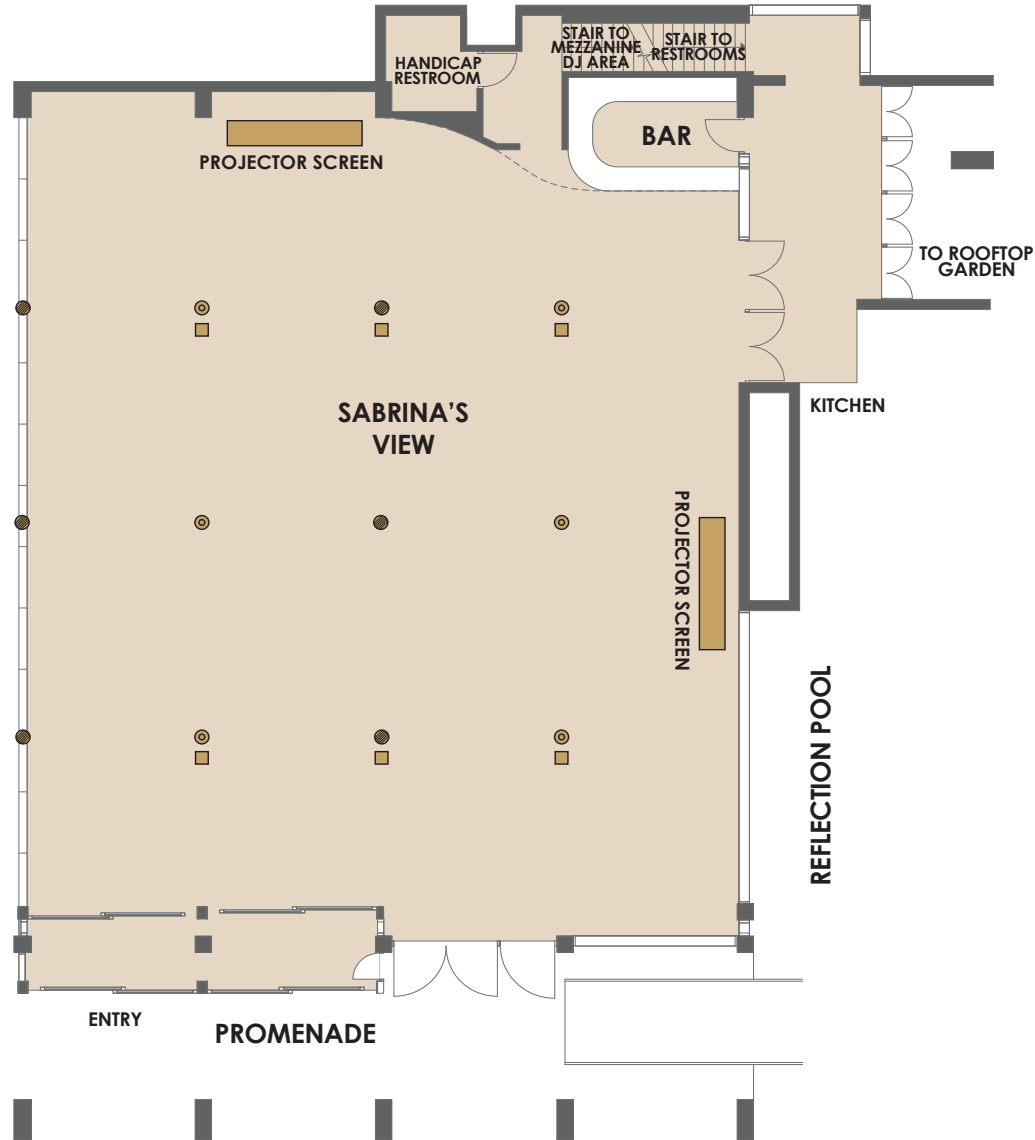 STAIR TO
MEZZANINE
DJ AREA
STAIR TO
RESTROOMS
HANDICAP
RESTROOM
BAR
PROJECTOR SCREEN
TO ROOFTOP
GARDEN
SABRINA'S
VIEW
KITCHEN
PROJECTOR SCREEN
REFLECTION POOL
ENTRY
PROMENADE